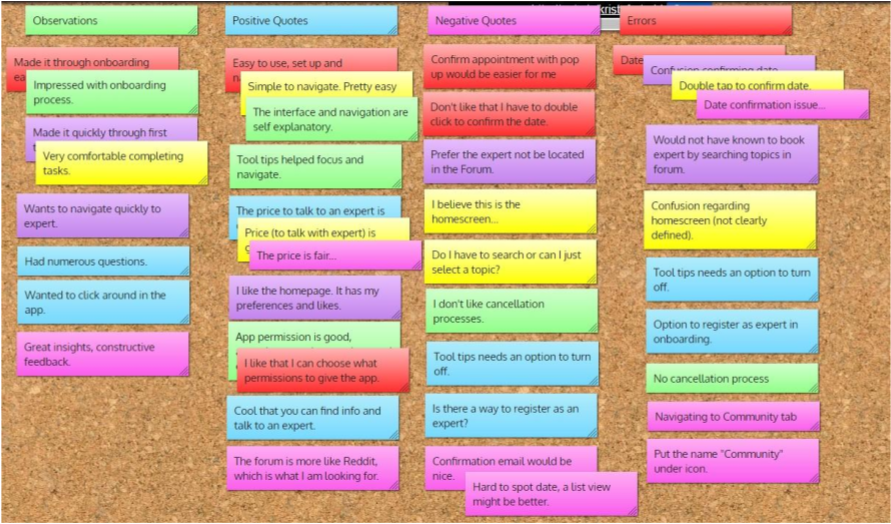 Observations
Made it through onboarding
Impressed with onboarding
process.
Made it quickly through first
Very comfortable completing
tasks.
Wants to navigate quickly to
expert.
Had numerous questions.
Wanted to click around in the
app.
Great insights, constructive
feedback.
Positive Quotes
Easy to use, set up and
Simple to navigate. Pretty easy
The interface and navigation are
self explanatory.
Tool tips helped focus and
navigate.
The price to talk to an expert is
Price (to talk with expert) is
The price is fair...
I like the homepage. It has my
preferences and likes.
App permission is good,
I like that I can choose what
permissions to give the app.
Cool that you can find info and
talk to an expert.
The forum is more like Reddit,
which is what I am looking for.
Negative Quotes
Confirm appointment with pop
up would be easier for me
Don't like that I have to double
click to confirm the date.
Prefer the expert not be located
in the Forum.
I believe this is the
homescreen...
Do I have to search or can I just
select a topic?
I don't like cancellation
processes.
Tool tips needs an option to turn
off.
Is there a way to register as an
expert?
Confirmation email would be
nice.
Hard to spot date, a list view
might be better.
Errors
Date
Confusion confirming date
Double tap to confirm date.
Date confirmation issue...
Would not have known to book
expert by searching topics in
forum.
Confusion regarding
homescreen (not clearly
defined).
Tool tips needs an option to turn
off.
Option to register as expert in
onboarding.
No cancellation process
Navigating to Community tab
Put the name "Community"
under icon.